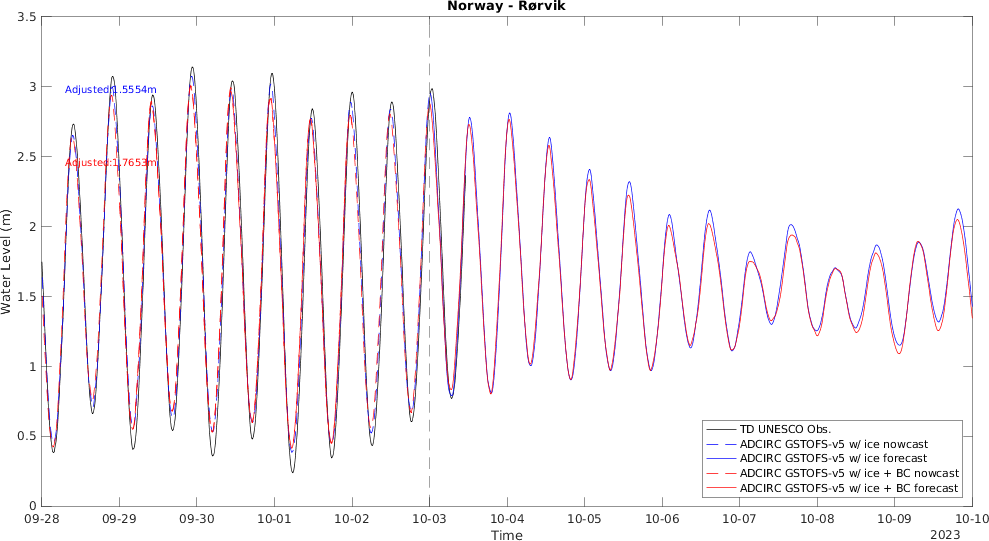 Norway - Rørvik
3.5
3
2.5
2
1.5
1
0.5
0
Water Level (m)
Adjusted:1.5554m
Adjusted:1.7653m
TD UNESCO Obs.
ADCIRC GSTOFS-v5 w/ ice nowcast
ADCIRC GSTOFS-v5 w/ ice forecast
ADCIRC GSTOFS-v5 w/ ice + BC nowcast
ADCIRC GSTOFS-v5 w/ ice + BC forecast
09-28 09-29 09-30 10-01 10-02 10-03 10-04 10-05 10-06 10-07 10-08 10-09 10-10
Time
2023